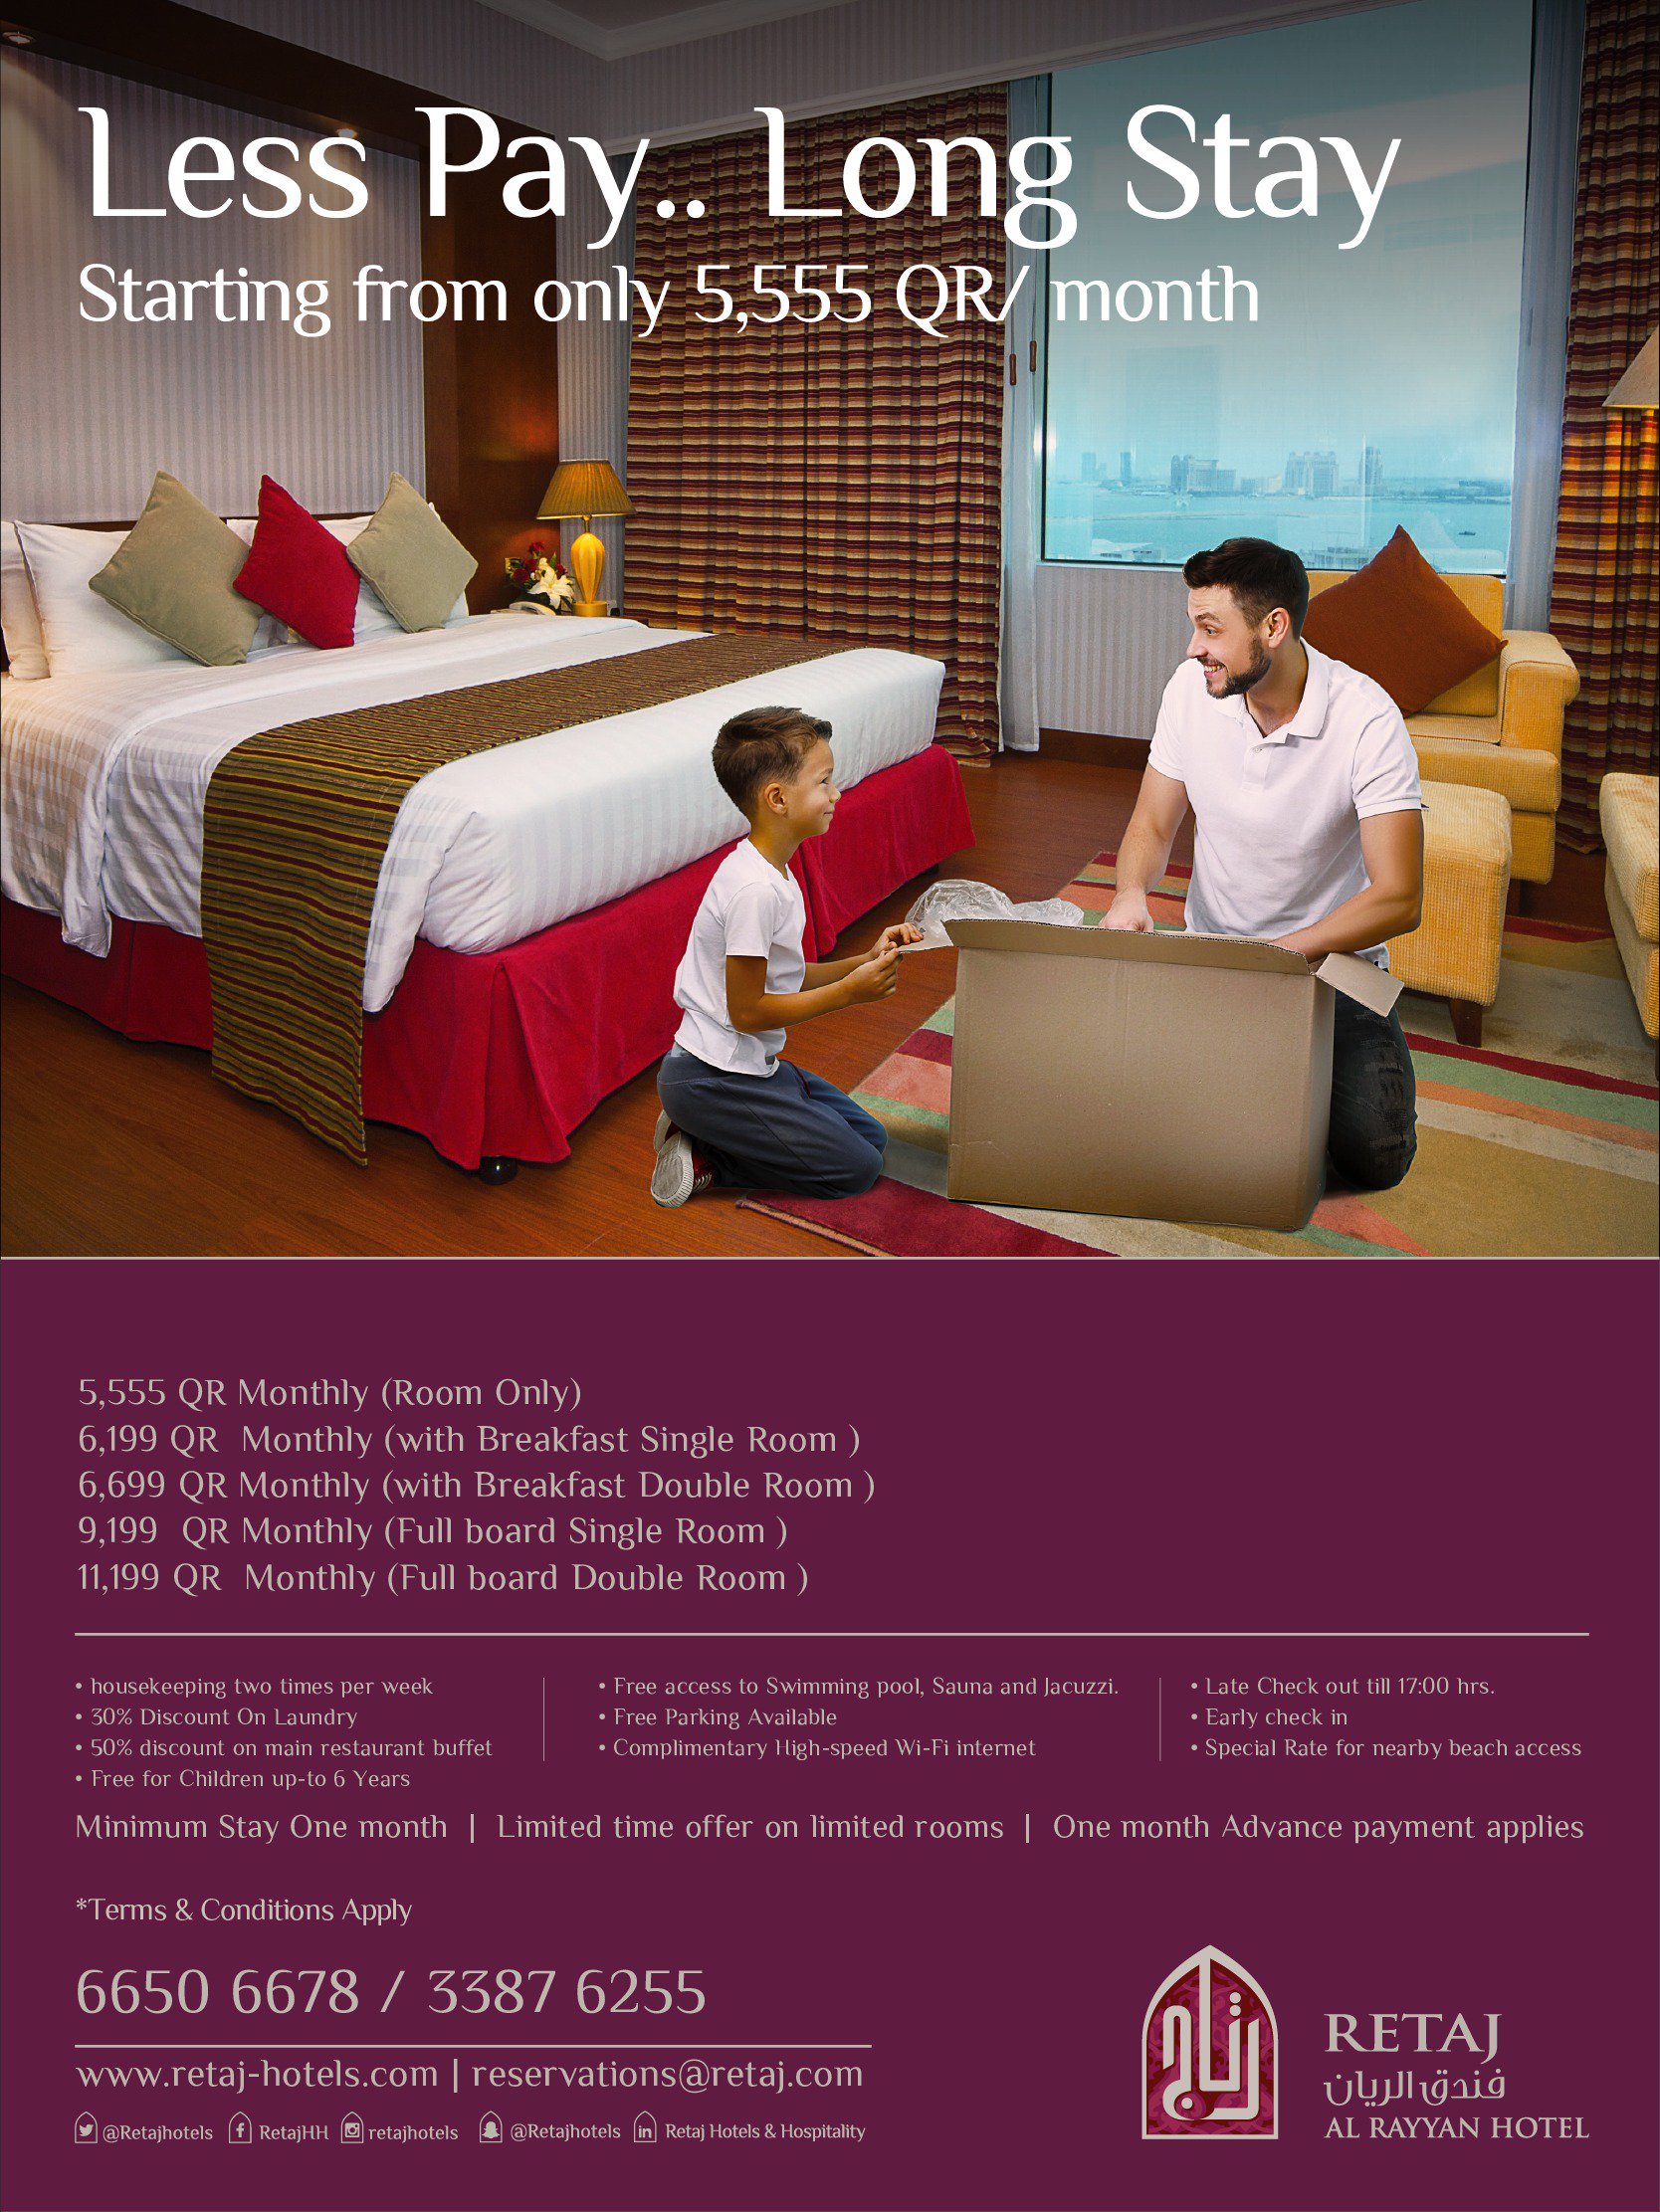 Less Pay.. Long Stay
Starting from only 5,555 QR/ month
5,555 QR Monthly (Room Only)
6,199 QR Monthly (with Breakfast Single Room )
6,699 QR Monthly (with Breakfast Double Room )
9,199 QR Monthly (Full board Single Room )
11,199 QR Monthly (Full board Double Room )
• housekeeping two times per week
• 30% Discount On Laundry
• 50% discount on main restaurant buffet
• Free for Children up-to 6 Years
• Free access to Swimming pool, Sauna and Jacuzzi.
• Free Parking Available
• Complimentary High-speed Wi-Fi internet
• Late Check out till 17:00 hrs.
• Early check in
• Special Rate for nearby beach access
Minimum Stay One month | Limited time offer on limited rooms | One month Advance payment applies
*Terms & Conditions Apply
6650 6678 / 3387 6255
www.retaj-hotels.com | reservations@retaj.com
@Retajhotels RetajHH retajhotels @Retajhotels Retaj Hotels & Hospitality
رتاج
RETAJ
فندق الريان
AL RAYYAN HOTEL